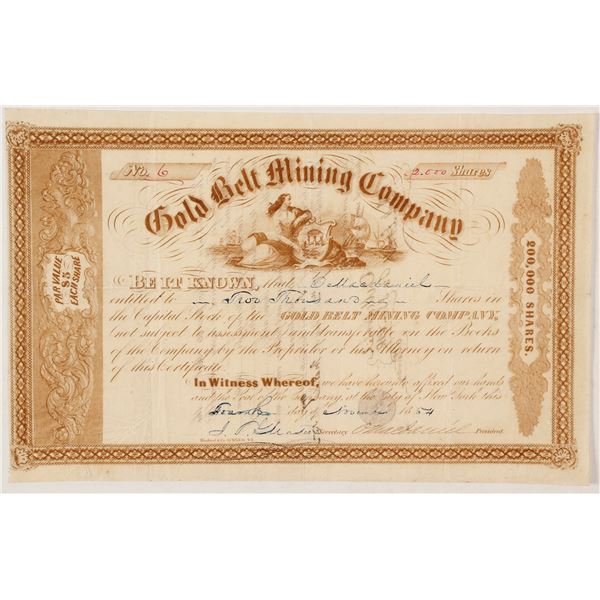 No. 6
2.000 Shares
Gold Belt Mining Company
PAR VALUE
$5
EACH SHARE
200,000 SHARES.
BE IT KNOWN, that
entitled to Two Thousand Shares in
the Capital Stock of the GOLD BELT MINING COMPANY,
not subject to assessment and transferable on the Books
of the Company by the Proprietor or his Attorney on return
of this Certificate.
In Witness Whereof, we have hereunto affixed our hands
and the Seal of the Company, at the City of New York this
day of November 1854
Secretary
President